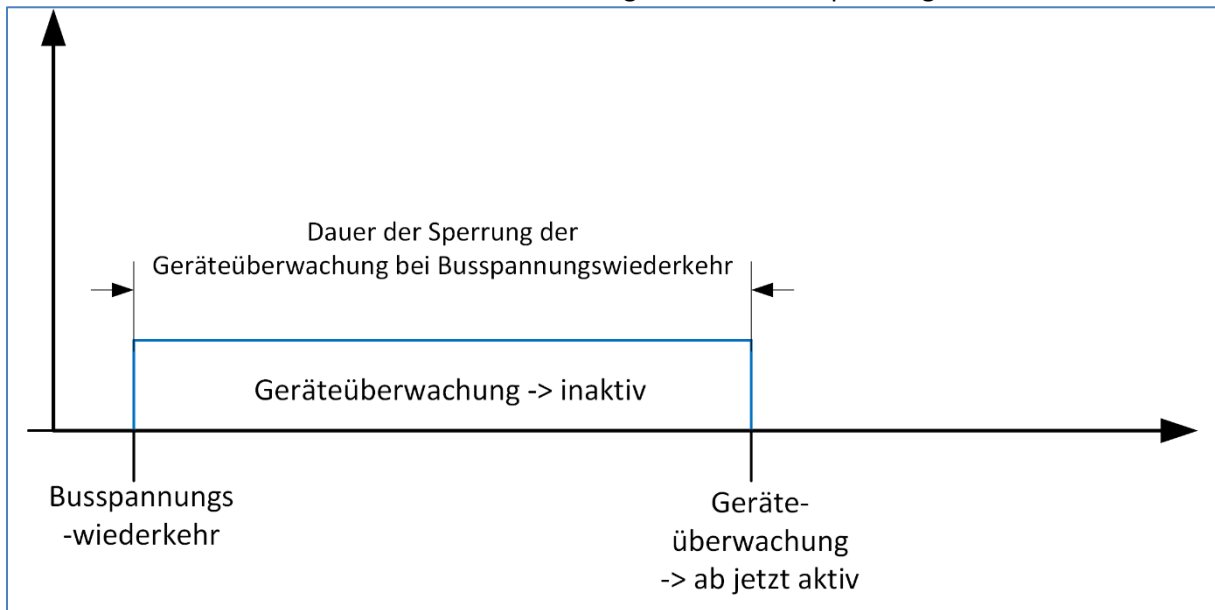 Dauer der Sperrung der
Geräteüberwachung bei Busspannungswiederkehr
Geräteüberwachung -> inaktiv
Busspannungs
-wiederkehr
Geräte-
überwachung
-> ab jetzt aktiv